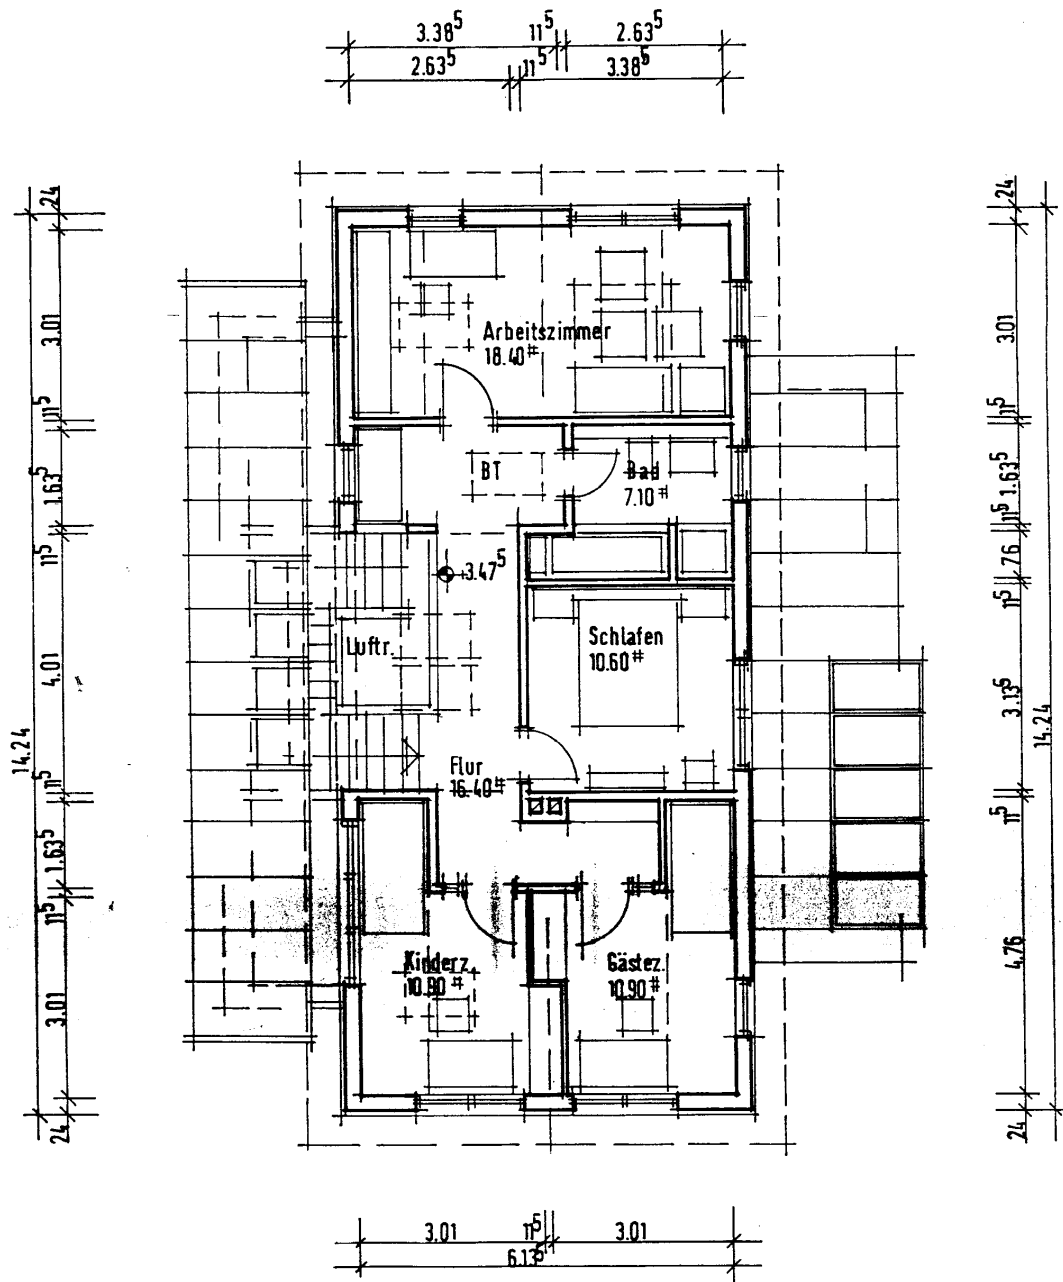 3.38⁵ 11⁵ 2.63⁵
2.63⁵ 11⁵ 3.38⁵
24
3.01
11⁵
1.63⁵
11⁵
4.01
11⁵
1.63⁵
11⁵
3.01
24
14.24
Arbeitszimmer
18.40 #
BT
Bad
7.10 #
+3.47⁵
Luftr.
Schlafen
10.60 #
Flur
16.40 #
Kinderz.
10.90 #
Gästez.
10.90 #
24
3.01
11⁵
1.63⁵
11⁵
76
11⁵
3.13⁵
11⁵
4.76
24
14.24
3.01 11⁵ 3.01
6.13⁵